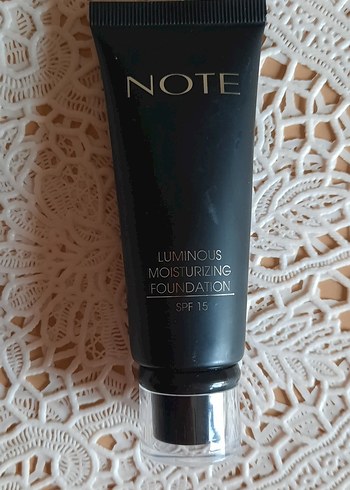 NOTE
LUMINOUS
MOISTURIZING
FOUNDATION
SPF 15